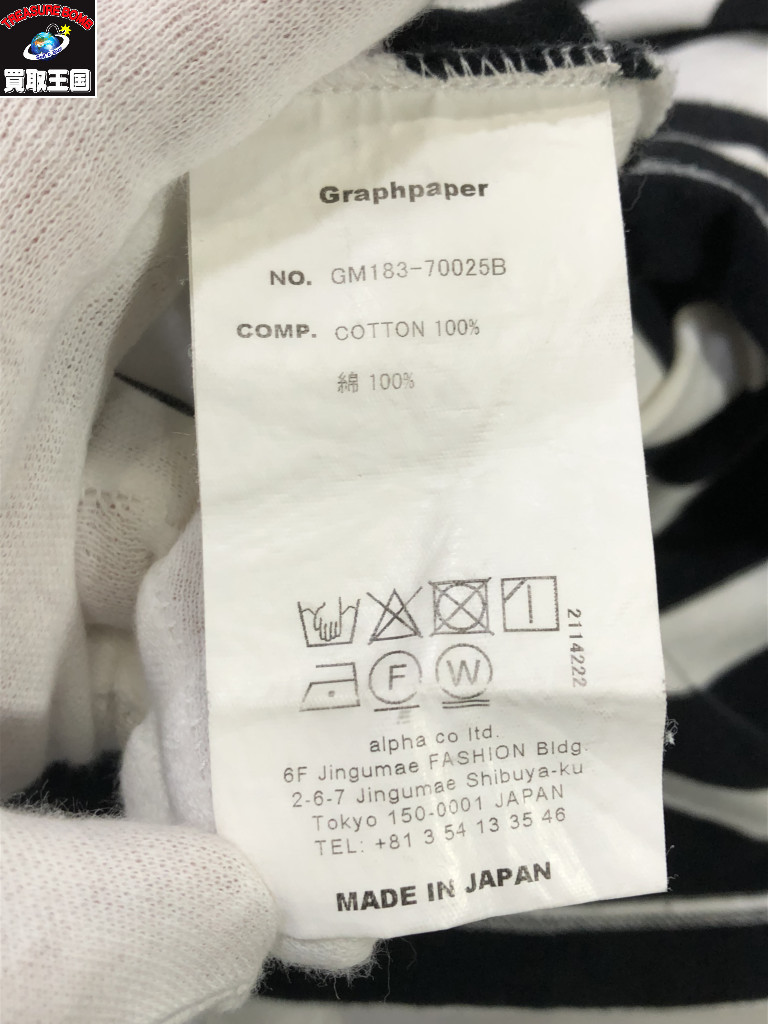 TREASURE BOMB
買取王国
Graphpaper
NO. GM183-70025B
COMP. COTTON 100%
綿 100%
2114222
F W
alpha co ltd.
6F Jingumae FASHION Bldg.
2-6-7 Jingumae Shibuya-ku
Tokyo 150-0001 JAPAN
TEL: +81 3 54 13 35 46
MADE IN JAPAN